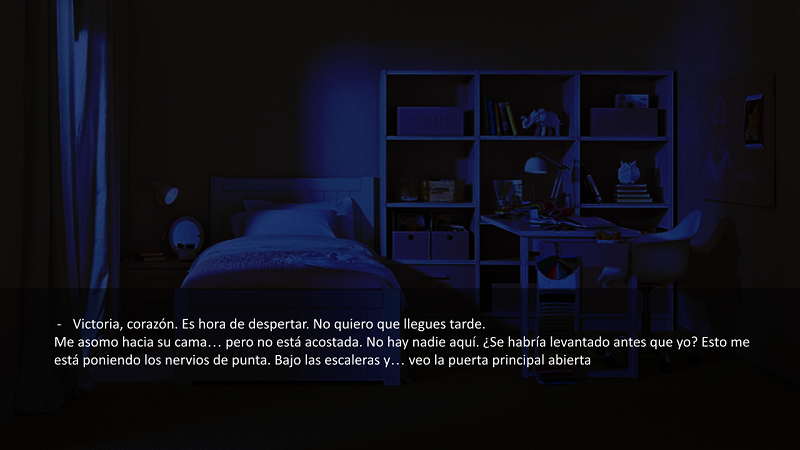 - Victoria, corazón. Es hora de despertar. No quiero que llegues tarde.
Me asomo hacia su cama… pero no está acostada. No hay nadie aquí. ¿Se habría levantado antes que yo? Esto me
está poniendo los nervios de punta. Bajo las escaleras y… veo la puerta principal abierta